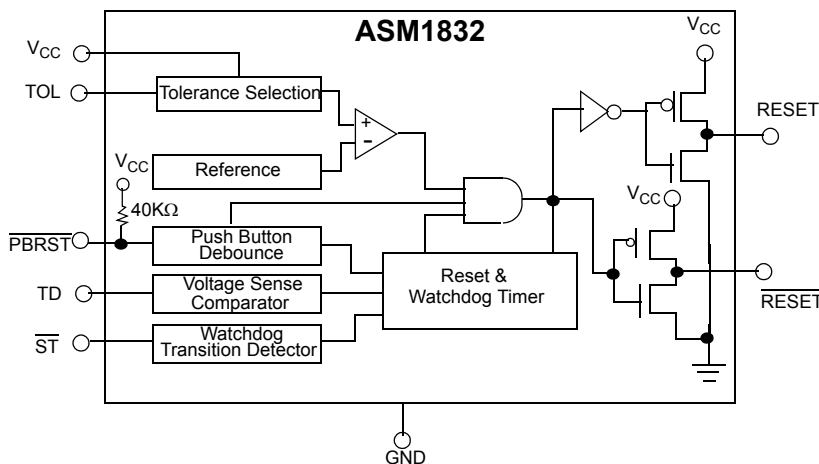 ASM1832
VCC
TOL
Tolerance Selection
+
-
VCC
Reference
40KΩ
PBRST
Push Button
Debounce
TD
Voltage Sense
Comparator
ST
Watchdog
Transition Detector
Reset &
Watchdog Timer
VCC
RESET
VCC
RESET
GND